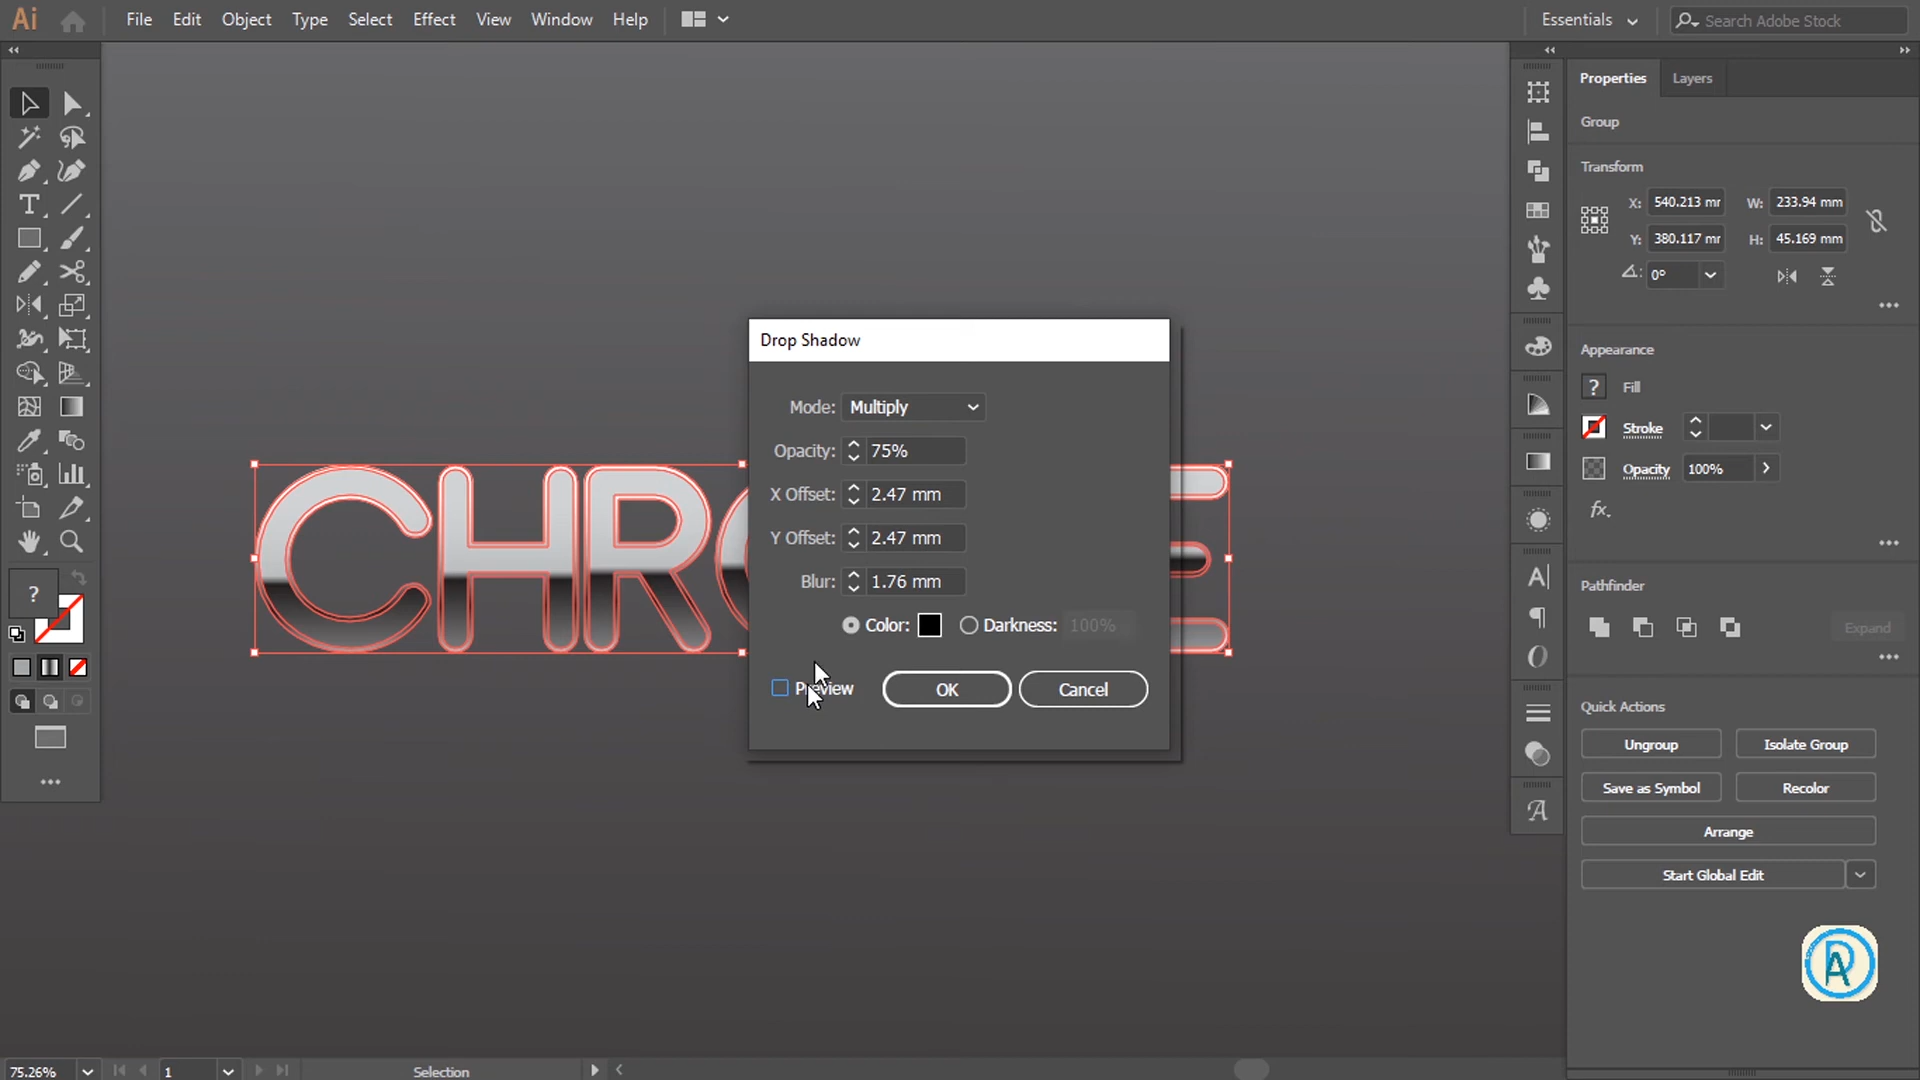 Ai File Edit Object Type Select Effect View Window Help Essentials Search Adobe Stock
Properties Layers
Group
Transform
X: 540.213 mr W: 233.94 mm
Y: 380.117 mr H: 45.169 mm
0°
Appearance
? Fill
Stroke
Opacity 100%
fx.
Pathfinder
Expand
Quick Actions
Ungroup Isolate Group
Save as Symbol Recolor
Arrange
Start Global Edit
Drop Shadow
Mode: Multiply
Opacity: 75%
X Offset: 2.47 mm
Y Offset: 2.47 mm
Blur: 1.76 mm
Color: Darkness: 100%
Preview OK Cancel
CHR E
?
75.26% 1 Selection